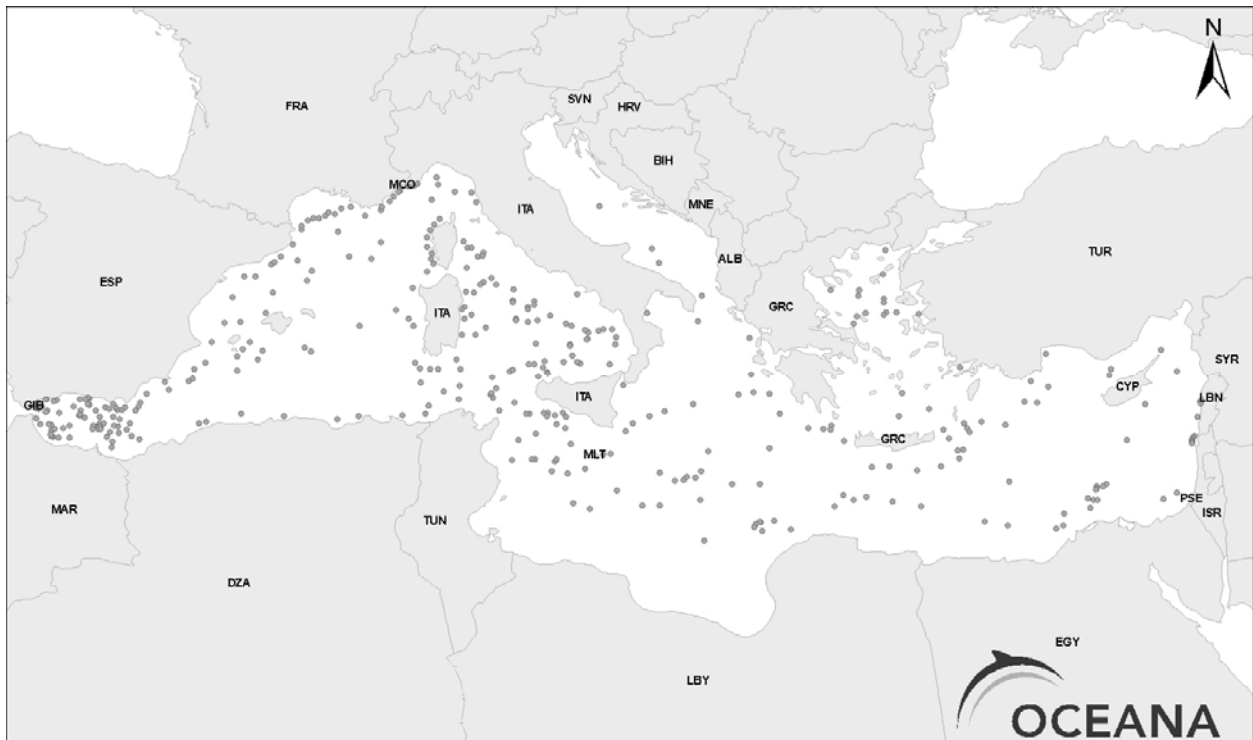 N
SVN
HRV
FRA
BIH
MCO
MNE
ITA
ALB
TUR
ESP
GRC
ITA
SYR
CYP
ITA
LBN
GIB
GRC
MLT
PSE
MAR
ISR
TUN
DZA
EGY
LBY
OCEANA